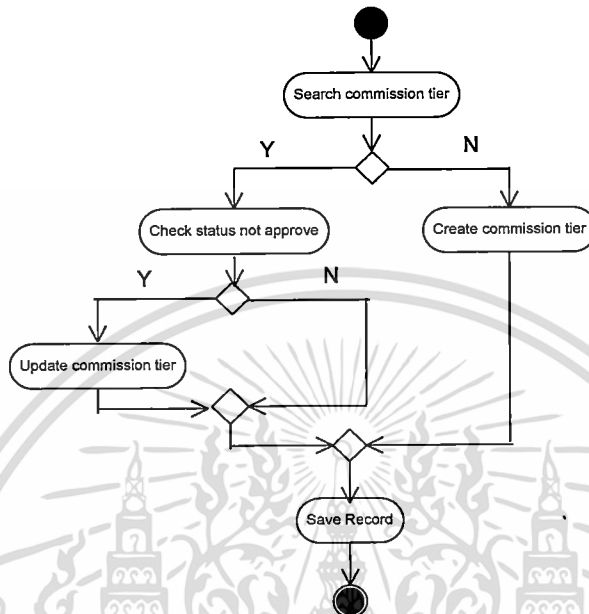 Search commission tier
Y
N
Check status not approve
Create commission tier
Y
N
Update commission tier
Save Record